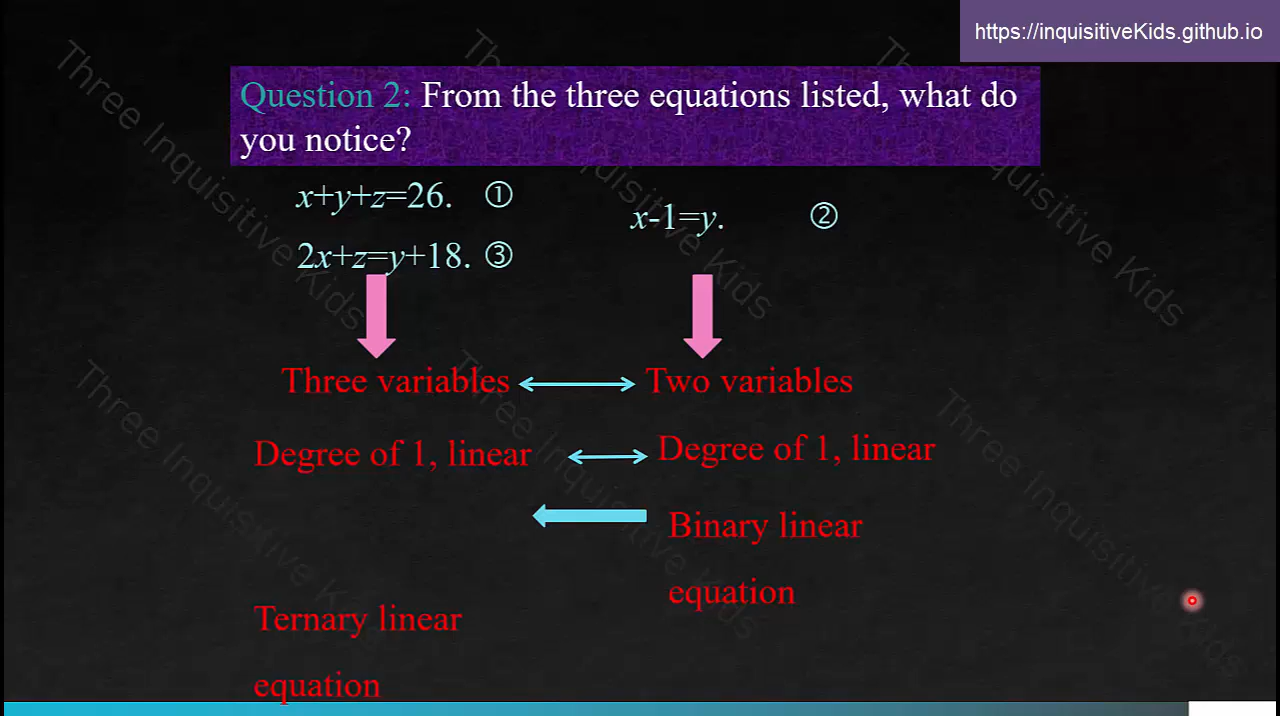 https://inquisitiveKids.github.io
Question 2: From the three equations listed, what do
you notice?
x+y+z=26. ①
x-1=y. ②
2x+z=y+18. ③
Three variables
Two variables
Degree of 1, linear
Degree of 1, linear
Binary linear
equation
Ternary linear
equation
Three Inquisitive Kids
Three Inquisitive Kids
Three Inquisitive Kids
Three Inquisitive Kids
Three Inquisitive Kids
Three Inquisitive Kids